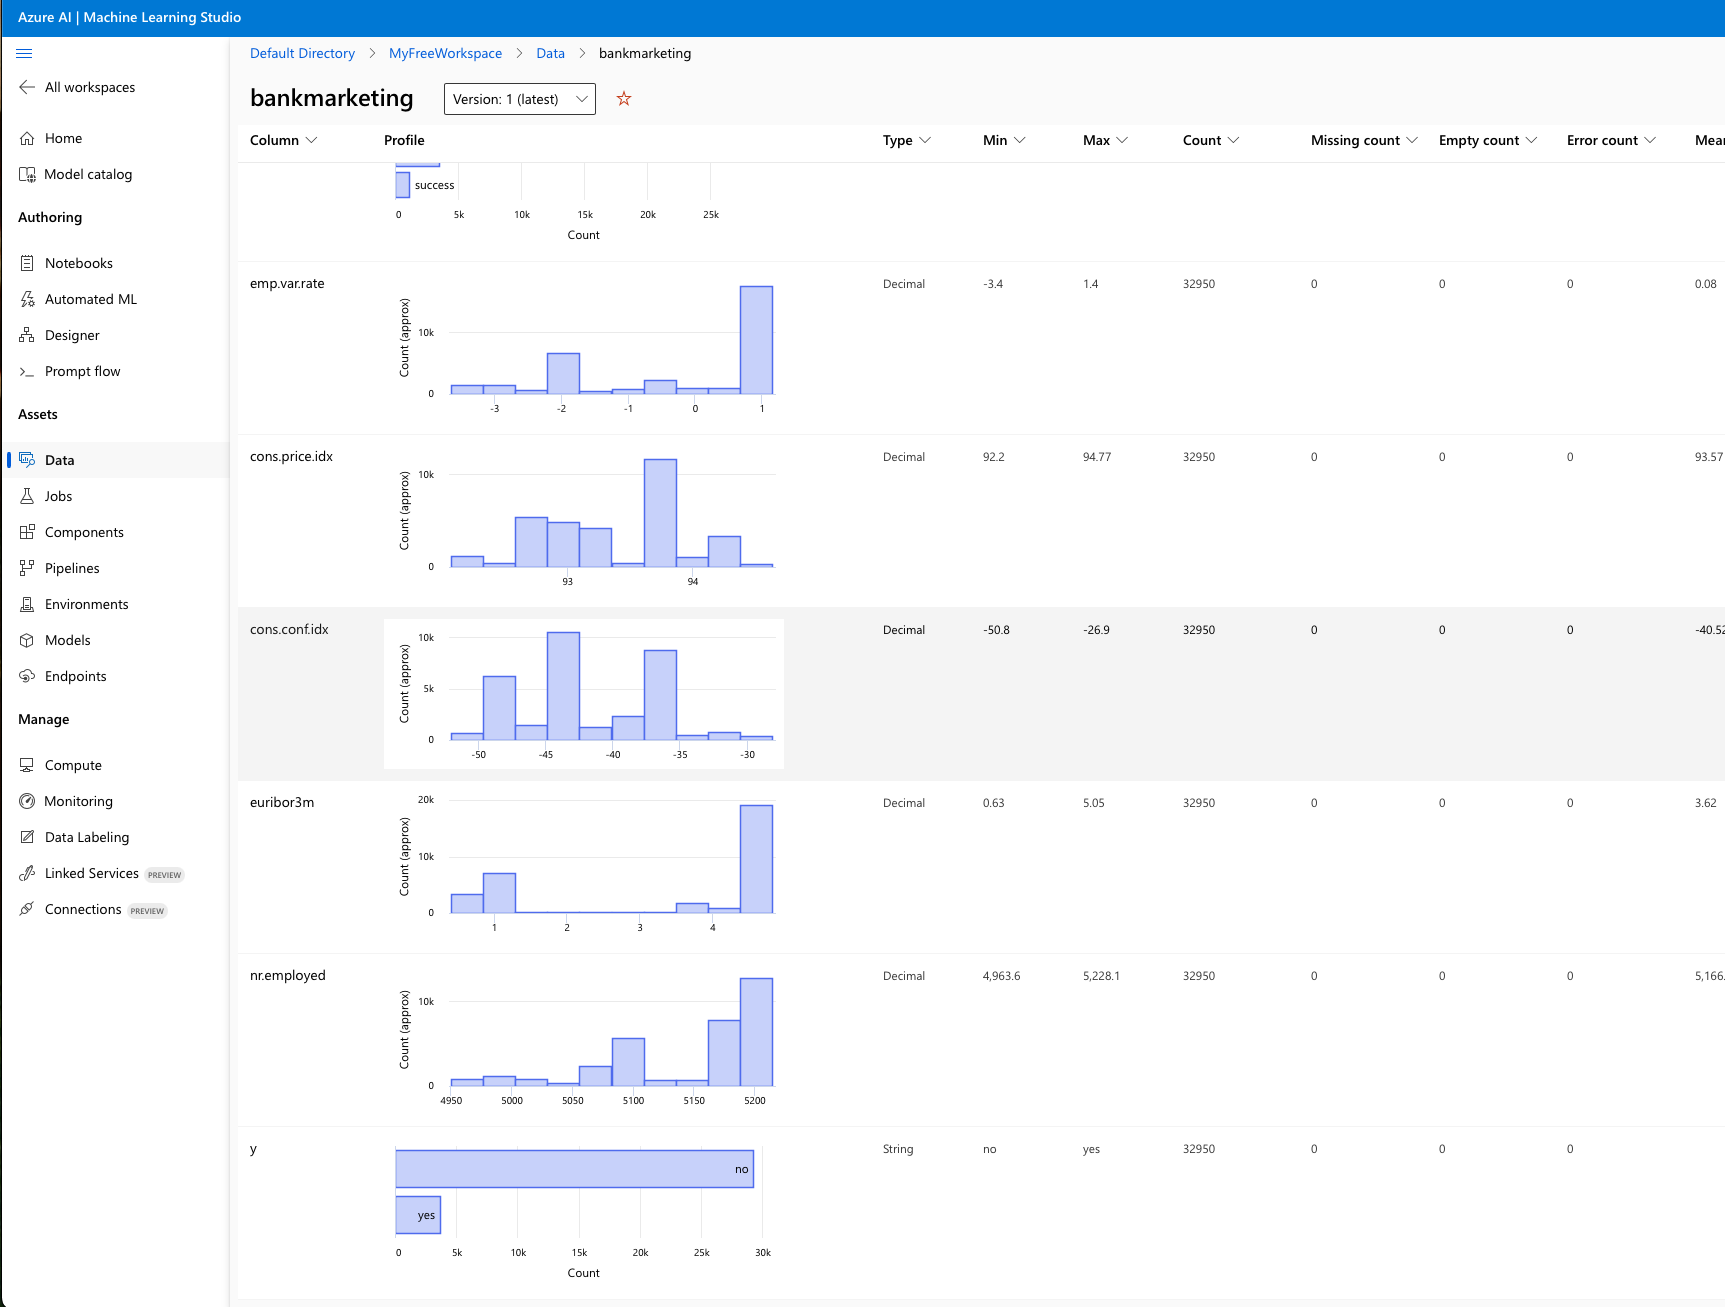 Azure AI | Machine Learning Studio
All workspaces
Home
Model catalog
Authoring
Notebooks
Automated ML
Designer
Prompt flow
Assets
Data
Jobs
Components
Pipelines
Environments
Models
Endpoints
Manage
Compute
Monitoring
Data Labeling
Linked Services PREVIEW
Connections PREVIEW
Default Directory > MyFreeWorkspace > Data > bankmarketing
bankmarketing Version: 1 (latest)
Column Profile Type Min Max Count Missing count Empty count Error count Mean
success
0 5k 10k 15k 20k 25k
Count
emp.var.rate Decimal -3.4 1.4 32950 0 0 0 0.08
Count (approx)
10k
0
-3 -2 -1 0 1
cons.price.idx Decimal 92.2 94.77 32950 0 0 0 93.57
Count (approx)
10k
0
93 94
cons.conf.idx Decimal -50.8 -26.9 32950 0 0 0 -40.52
Count (approx)
10k
5k
0
-50 -45 -40 -35 -30
euribor3m Decimal 0.63 5.05 32950 0 0 0 3.62
Count (approx)
20k
10k
0
1 2 3 4
nr.employed Decimal 4,963.6 5,228.1 32950 0 0 0 5,166.
Count (approx)
10k
0
4950 5000 5050 5100 5150 5200
y String no yes 32950 0 0 0
no
yes
0 5k 10k 15k 20k 25k 30k
Count